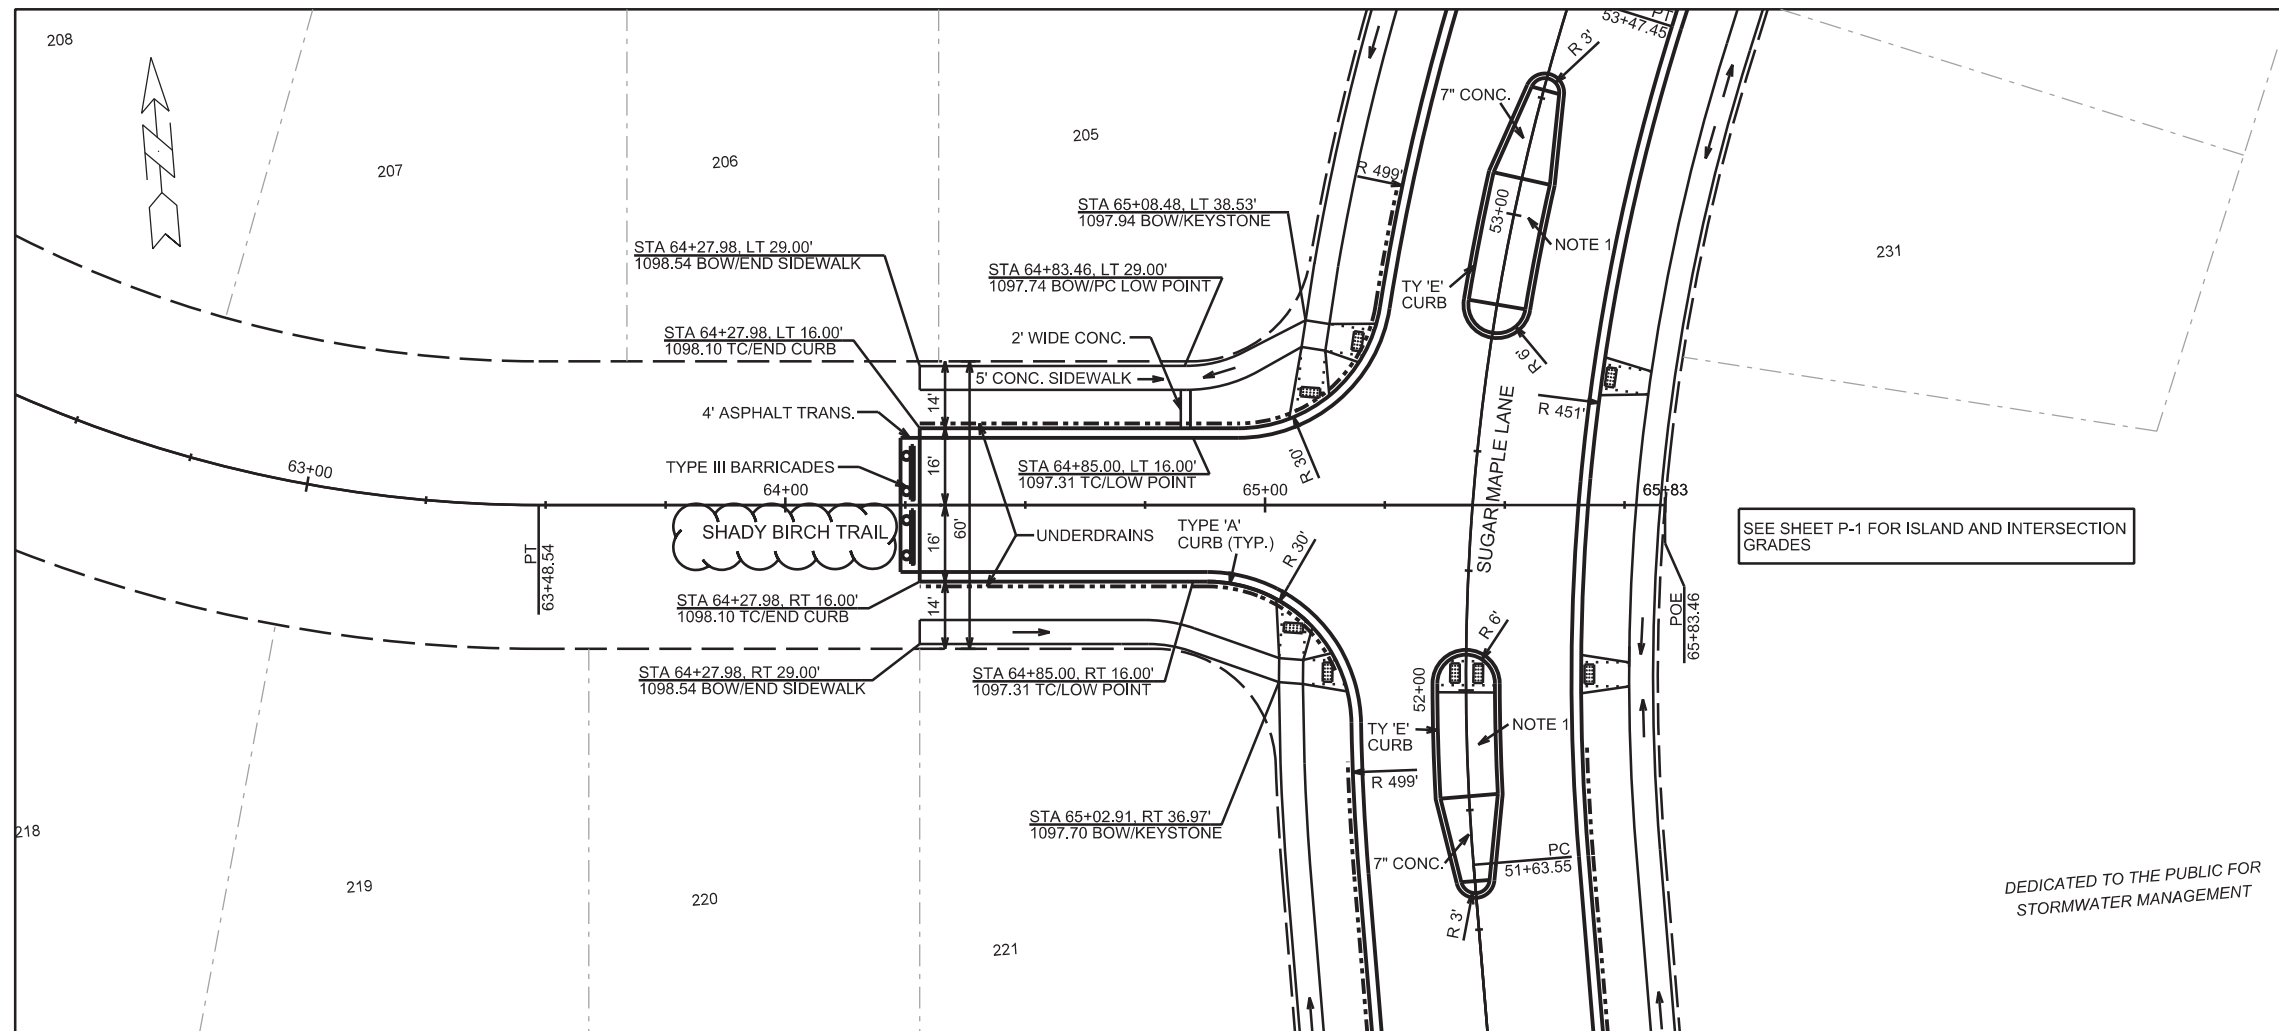 208
PT
53+47.45
R 3'
7" CONC.
205
206
207
R 499'
STA 65+08.48, LT 38.53'
1097.94 BOW/KEYSTONE
53+00
NOTE 1
231
STA 64+27.98, LT 29.00'
1098.54 BOW/END SIDEWALK
STA 64+83.46, LT 29.00'
1097.74 BOW/PC LOW POINT
TY 'E'
CURB
STA 64+27.98, LT 16.00'
1098.10 TC/END CURB
2' WIDE CONC.
R 6'
5' CONC. SIDEWALK
14'
4' ASPHALT TRANS.
R 451'
SUGAR MAPLE LANE
63+00
TYPE III BARRICADES
16'
STA 64+85.00, LT 16.00'
1097.31 TC/LOW POINT
R 30'
64+00
65+00
65+83
SHADY BIRCH TRAIL
16'
60'
UNDERDRAINS
TYPE 'A'
CURB (TYP.)
R 30'
SEE SHEET P-1 FOR ISLAND AND INTERSECTION
GRADES
PT
63+48.54
STA 64+27.98, RT 16.00'
1098.10 TC/END CURB
14'
POE
65+83.46
R 6'
STA 64+27.98, RT 29.00'
1098.54 BOW/END SIDEWALK
STA 64+85.00, RT 16.00'
1097.31 TC/LOW POINT
52+00
TY 'E'
CURB
NOTE 1
R 499'
STA 65+02.91, RT 36.97'
1097.70 BOW/KEYSTONE
218
7" CONC.
PC
51+63.55
219
220
R 3'
221
DEDICATED TO THE PUBLIC FOR
STORMWATER MANAGEMENT